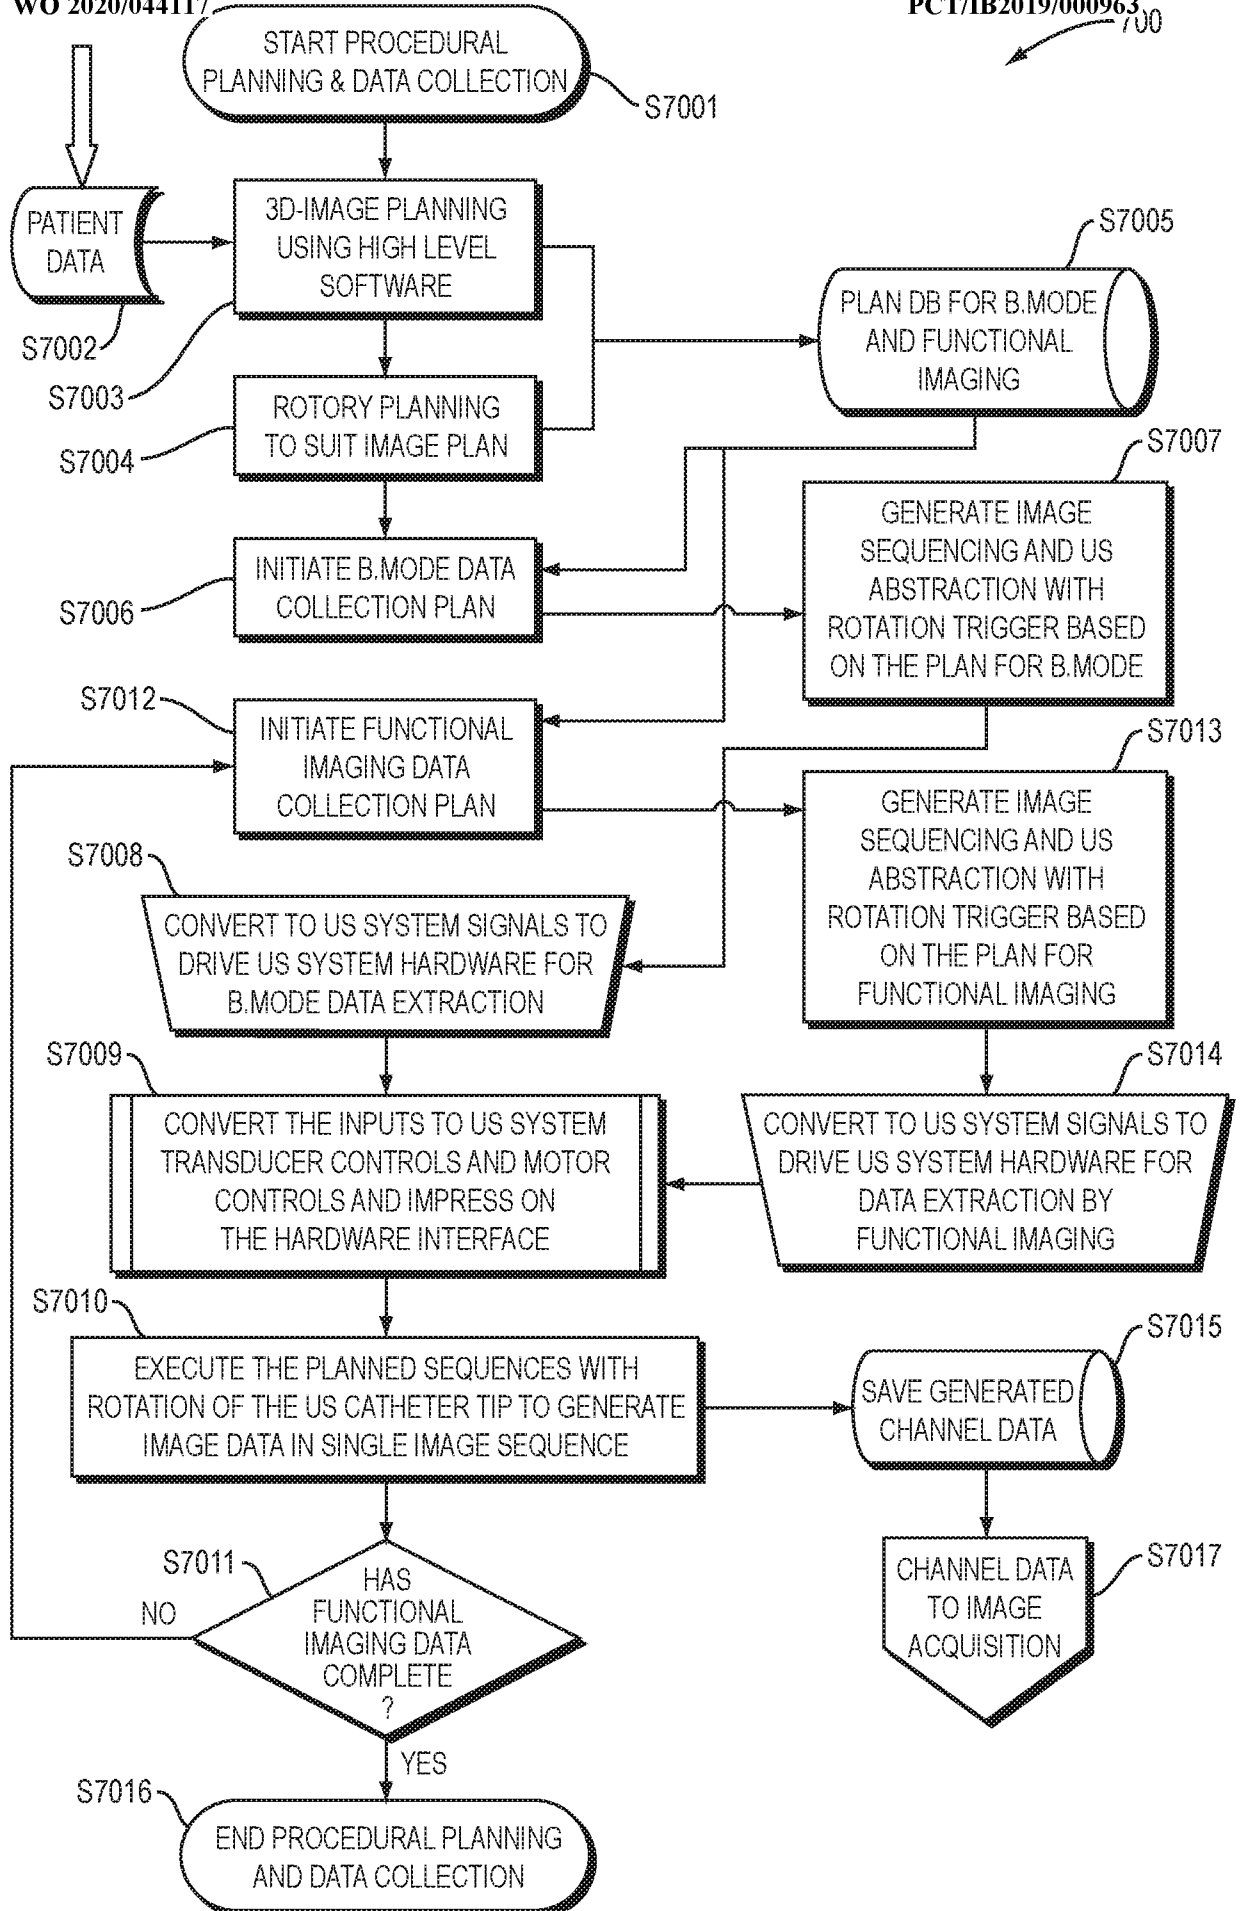 WO 2020/044117
PCT/IB2019/000963
700
START PROCEDURAL
PLANNING & DATA COLLECTION
S7001
PATIENT
DATA
S7002
3D-IMAGE PLANNING
USING HIGH LEVEL
SOFTWARE
S7003
ROTORY PLANNING
TO SUIT IMAGE PLAN
S7004
S7005
PLAN DB FOR B.MODE
AND FUNCTIONAL
IMAGING
INITIATE B.MODE DATA
COLLECTION PLAN
S7006
S7007
GENERATE IMAGE
SEQUENCING AND US
ABSTRACTION WITH
ROTATION TRIGGER BASED
ON THE PLAN FOR B.MODE
S7012
INITIATE FUNCTIONAL
IMAGING DATA
COLLECTION PLAN
S7013
GENERATE IMAGE
SEQUENCING AND US
ABSTRACTION WITH
ROTATION TRIGGER BASED
ON THE PLAN FOR
FUNCTIONAL IMAGING
S7008
CONVERT TO US SYSTEM SIGNALS TO
DRIVE US SYSTEM HARDWARE FOR
B.MODE DATA EXTRACTION
S7009
CONVERT THE INPUTS TO US SYSTEM
TRANSDUCER CONTROLS AND MOTOR
CONTROLS AND IMPRESS ON
THE HARDWARE INTERFACE
S7014
CONVERT TO US SYSTEM SIGNALS TO
DRIVE US SYSTEM HARDWARE FOR
DATA EXTRACTION BY
FUNCTIONAL IMAGING
S7010
EXECUTE THE PLANNED SEQUENCES WITH
ROTATION OF THE US CATHETER TIP TO GENERATE
IMAGE DATA IN SINGLE IMAGE SEQUENCE
S7015
SAVE GENERATED
CHANNEL DATA
S7011
HAS
FUNCTIONAL
IMAGING DATA
COMPLETE
?
NO
YES
S7017
CHANNEL DATA
TO IMAGE
ACQUISITION
S7016
END PROCEDURAL PLANNING
AND DATA COLLECTION